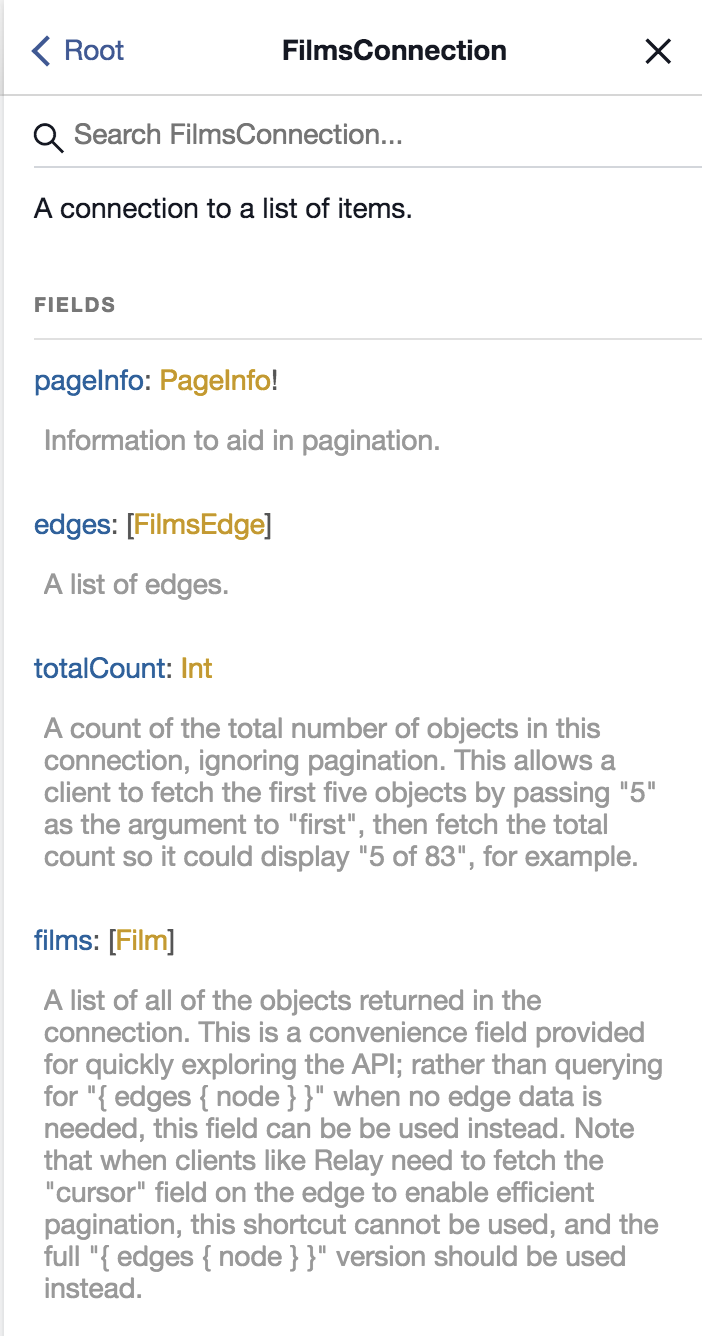 Root
FilmsConnection
Search FilmsConnection...
A connection to a list of items.
FIELDS
pageInfo: PageInfo!
Information to aid in pagination.
edges: [FilmsEdge]
A list of edges.
totalCount: Int
A count of the total number of objects in this
connection, ignoring pagination. This allows a
client to fetch the first five objects by passing "5"
as the argument to "first", then fetch the total
count so it could display "5 of 83", for example.
films: [Film]
A list of all of the objects returned in the
connection. This is a convenience field provided
for quickly exploring the API; rather than querying
for "{ edges { node } }" when no edge data is
needed, this field can be be used instead. Note
that when clients like Relay need to fetch the
"cursor" field on the edge to enable efficient
pagination, this shortcut cannot be used, and the
full "{ edges { node } }" version should be used
instead.